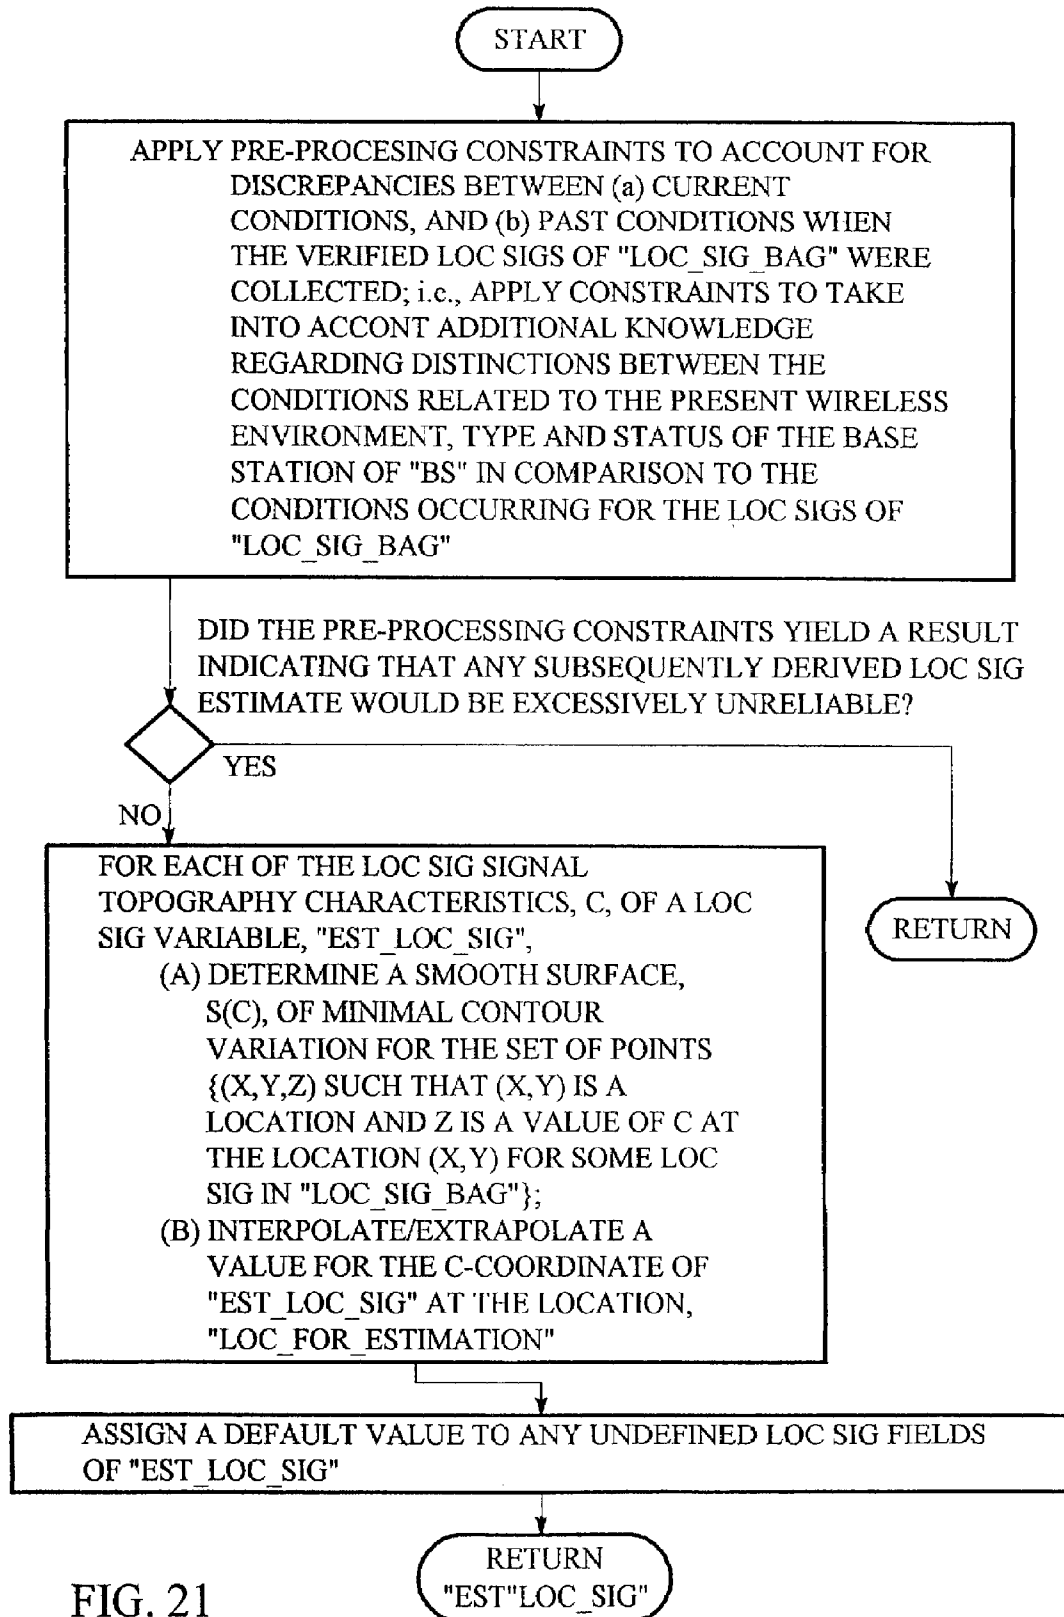 START
APPLY PRE-PROCESING CONSTRAINTS TO ACCOUNT FOR
DISCREPANCIES BETWEEN (a) CURRENT
CONDITIONS, AND (b) PAST CONDITIONS WHEN
THE VERIFIED LOC SIGS OF "LOC_SIG_BAG" WERE
COLLECTED; i.e., APPLY CONSTRAINTS TO TAKE
INTO ACCONT ADDITIONAL KNOWLEDGE
REGARDING DISTINCTIONS BETWEEN THE
CONDITIONS RELATED TO THE PRESENT WIRELESS
ENVIRONMENT, TYPE AND STATUS OF THE BASE
STATION OF "BS" IN COMPARISON TO THE
CONDITIONS OCCURRING FOR THE LOC SIGS OF
"LOC_SIG_BAG"
DID THE PRE-PROCESSING CONSTRAINTS YIELD A RESULT
INDICATING THAT ANY SUBSEQUENTLY DERIVED LOC SIG
ESTIMATE WOULD BE EXCESSIVELY UNRELIABLE?
YES
NO
FOR EACH OF THE LOC SIG SIGNAL
TOPOGRAPHY CHARACTERISTICS, C, OF A LOC
SIG VARIABLE, "EST_LOC_SIG",
(A) DETERMINE A SMOOTH SURFACE,
S(C), OF MINIMAL CONTOUR
VARIATION FOR THE SET OF POINTS
{(X,Y,Z) SUCH THAT (X,Y) IS A
LOCATION AND Z IS A VALUE OF C AT
THE LOCATION (X,Y) FOR SOME LOC
SIG IN "LOC_SIG_BAG"};
(B) INTERPOLATE/EXTRAPOLATE A
VALUE FOR THE C-COORDINATE OF
"EST_LOC_SIG" AT THE LOCATION,
"LOC_FOR_ESTIMATION"
RETURN
ASSIGN A DEFAULT VALUE TO ANY UNDEFINED LOC SIG FIELDS
OF "EST_LOC_SIG"
RETURN
"EST"LOC_SIG"
FIG. 21